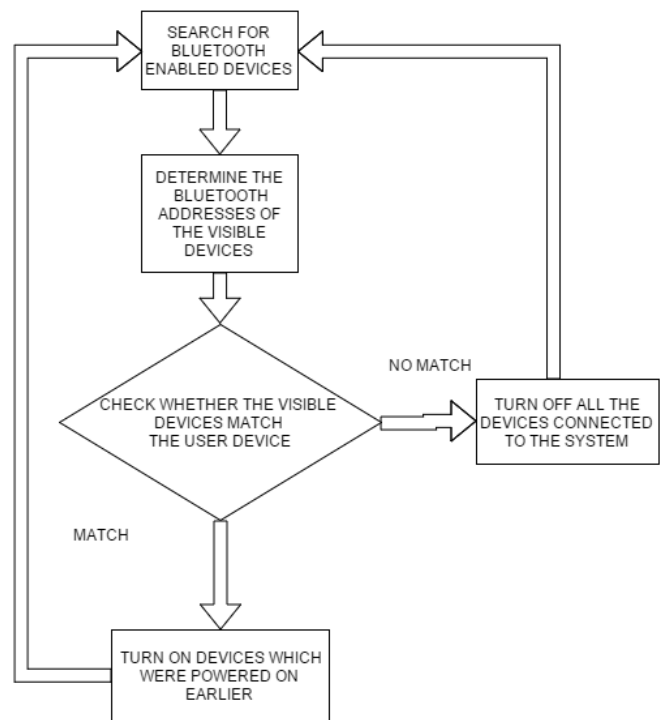 SEARCH FOR
BLUETOOTH
ENABLED DEVICES
DETERMINE THE
BLUETOOTH
ADDRESSES OF
THE VISIBLE
DEVICES
CHECK WHETHER THE VISIBLE
DEVICES MATCH
THE USER DEVICE
NO MATCH
TURN OFF ALL THE
DEVICES CONNECTED
TO THE SYSTEM
MATCH
TURN ON DEVICES WHICH
WERE POWERED ON
EARLIER